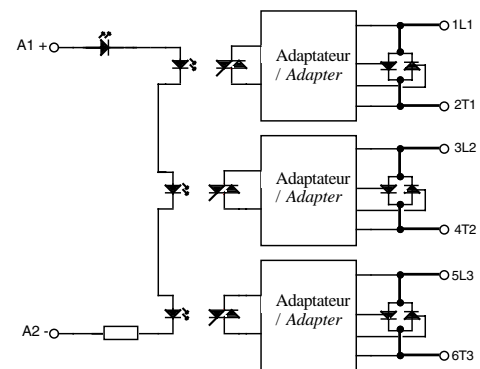 A1 +
Adaptateur
/ Adapter
1L1
2T1
Adaptateur
/ Adapter
3L2
4T2
Adaptateur
/ Adapter
5L3
6T3
A2 -